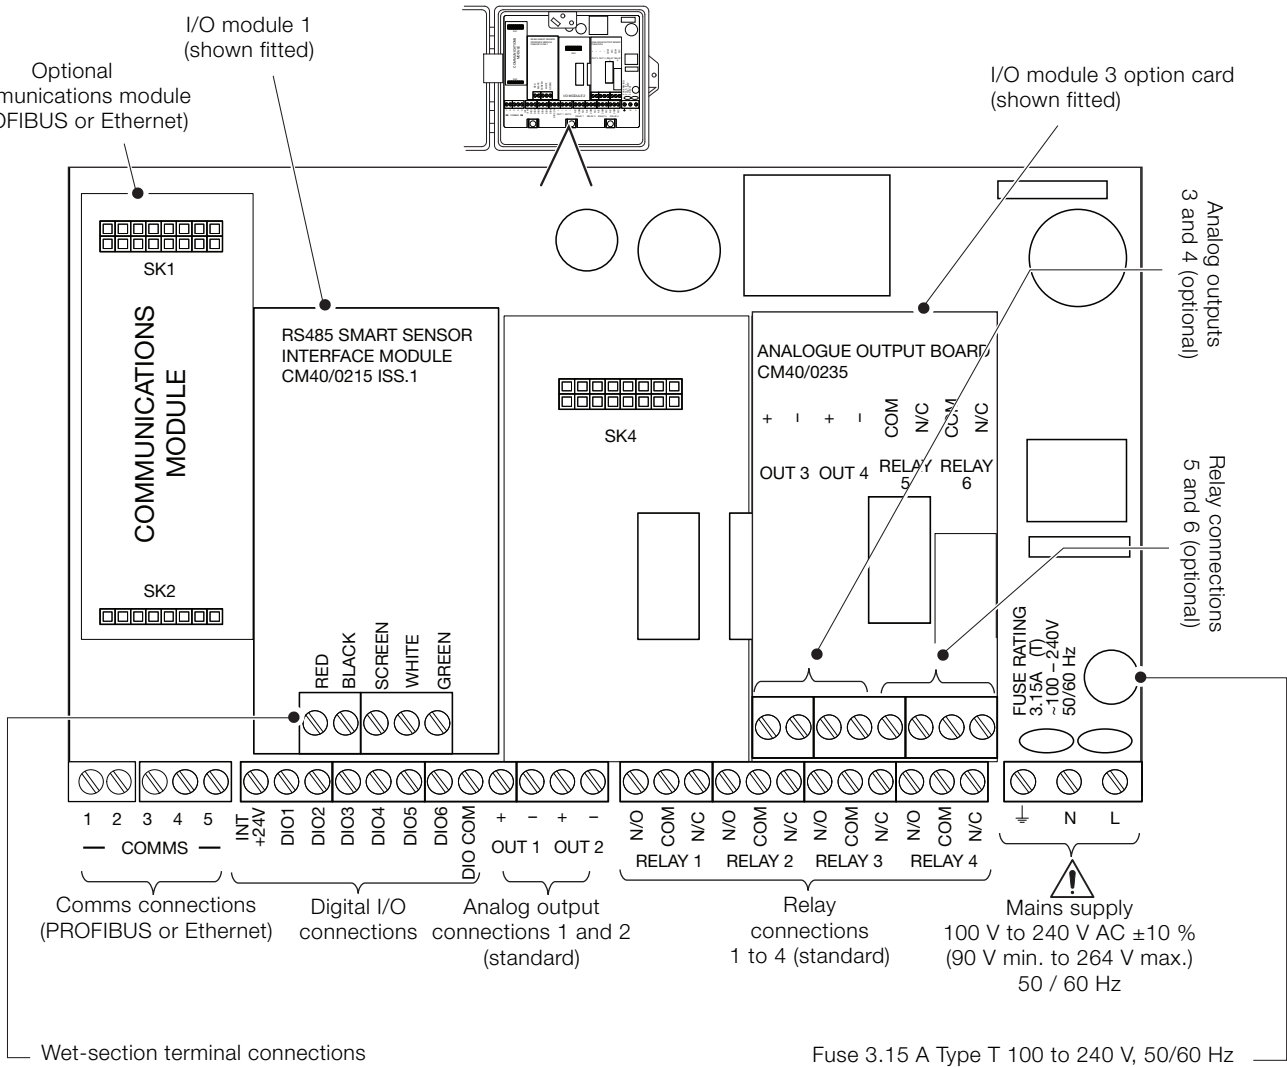 I/O module 1
(shown fitted)
Optional
munications module
OFIBUS or Ethernet)
I/O module 3 option card
(shown fitted)
Analog outputs
3 and 4 (optional)
SK1
COMMUNICATIONS
MODULE
SK2
RS485 SMART SENSOR
INTERFACE MODULE
CM40/0215 ISS.1
RED
BLACK
SCREEN
WHITE
GREEN
SK4
ANALOGUE OUTPUT BOARD
CM40/0235
+ – + – COM N/C COM N/C
OUT 3 OUT 4 RELAY 5 RELAY 6
Relay connections
5 and 6 (optional)
FUSE RATING
3.15A (T)
~100 – 240V
50/60 Hz
1 2 3 4 5
— COMMS —
INT +24V DIO1 DIO2 DIO3 DIO4 DIO5 DIO6 DIO COM
+ – + –
OUT 1 OUT 2
N/O COM N/C N/O COM N/C N/O COM N/C N/O COM N/C
RELAY 1 RELAY 2 RELAY 3 RELAY 4
N L
Comms connections
(PROFIBUS or Ethernet)
Digital I/O
connections
Analog output
connections 1 and 2
(standard)
Relay
connections
1 to 4 (standard)
Mains supply
100 V to 240 V AC ±10 %
(90 V min. to 264 V max.)
50 / 60 Hz
Wet-section terminal connections
Fuse 3.15 A Type T 100 to 240 V, 50/60 Hz